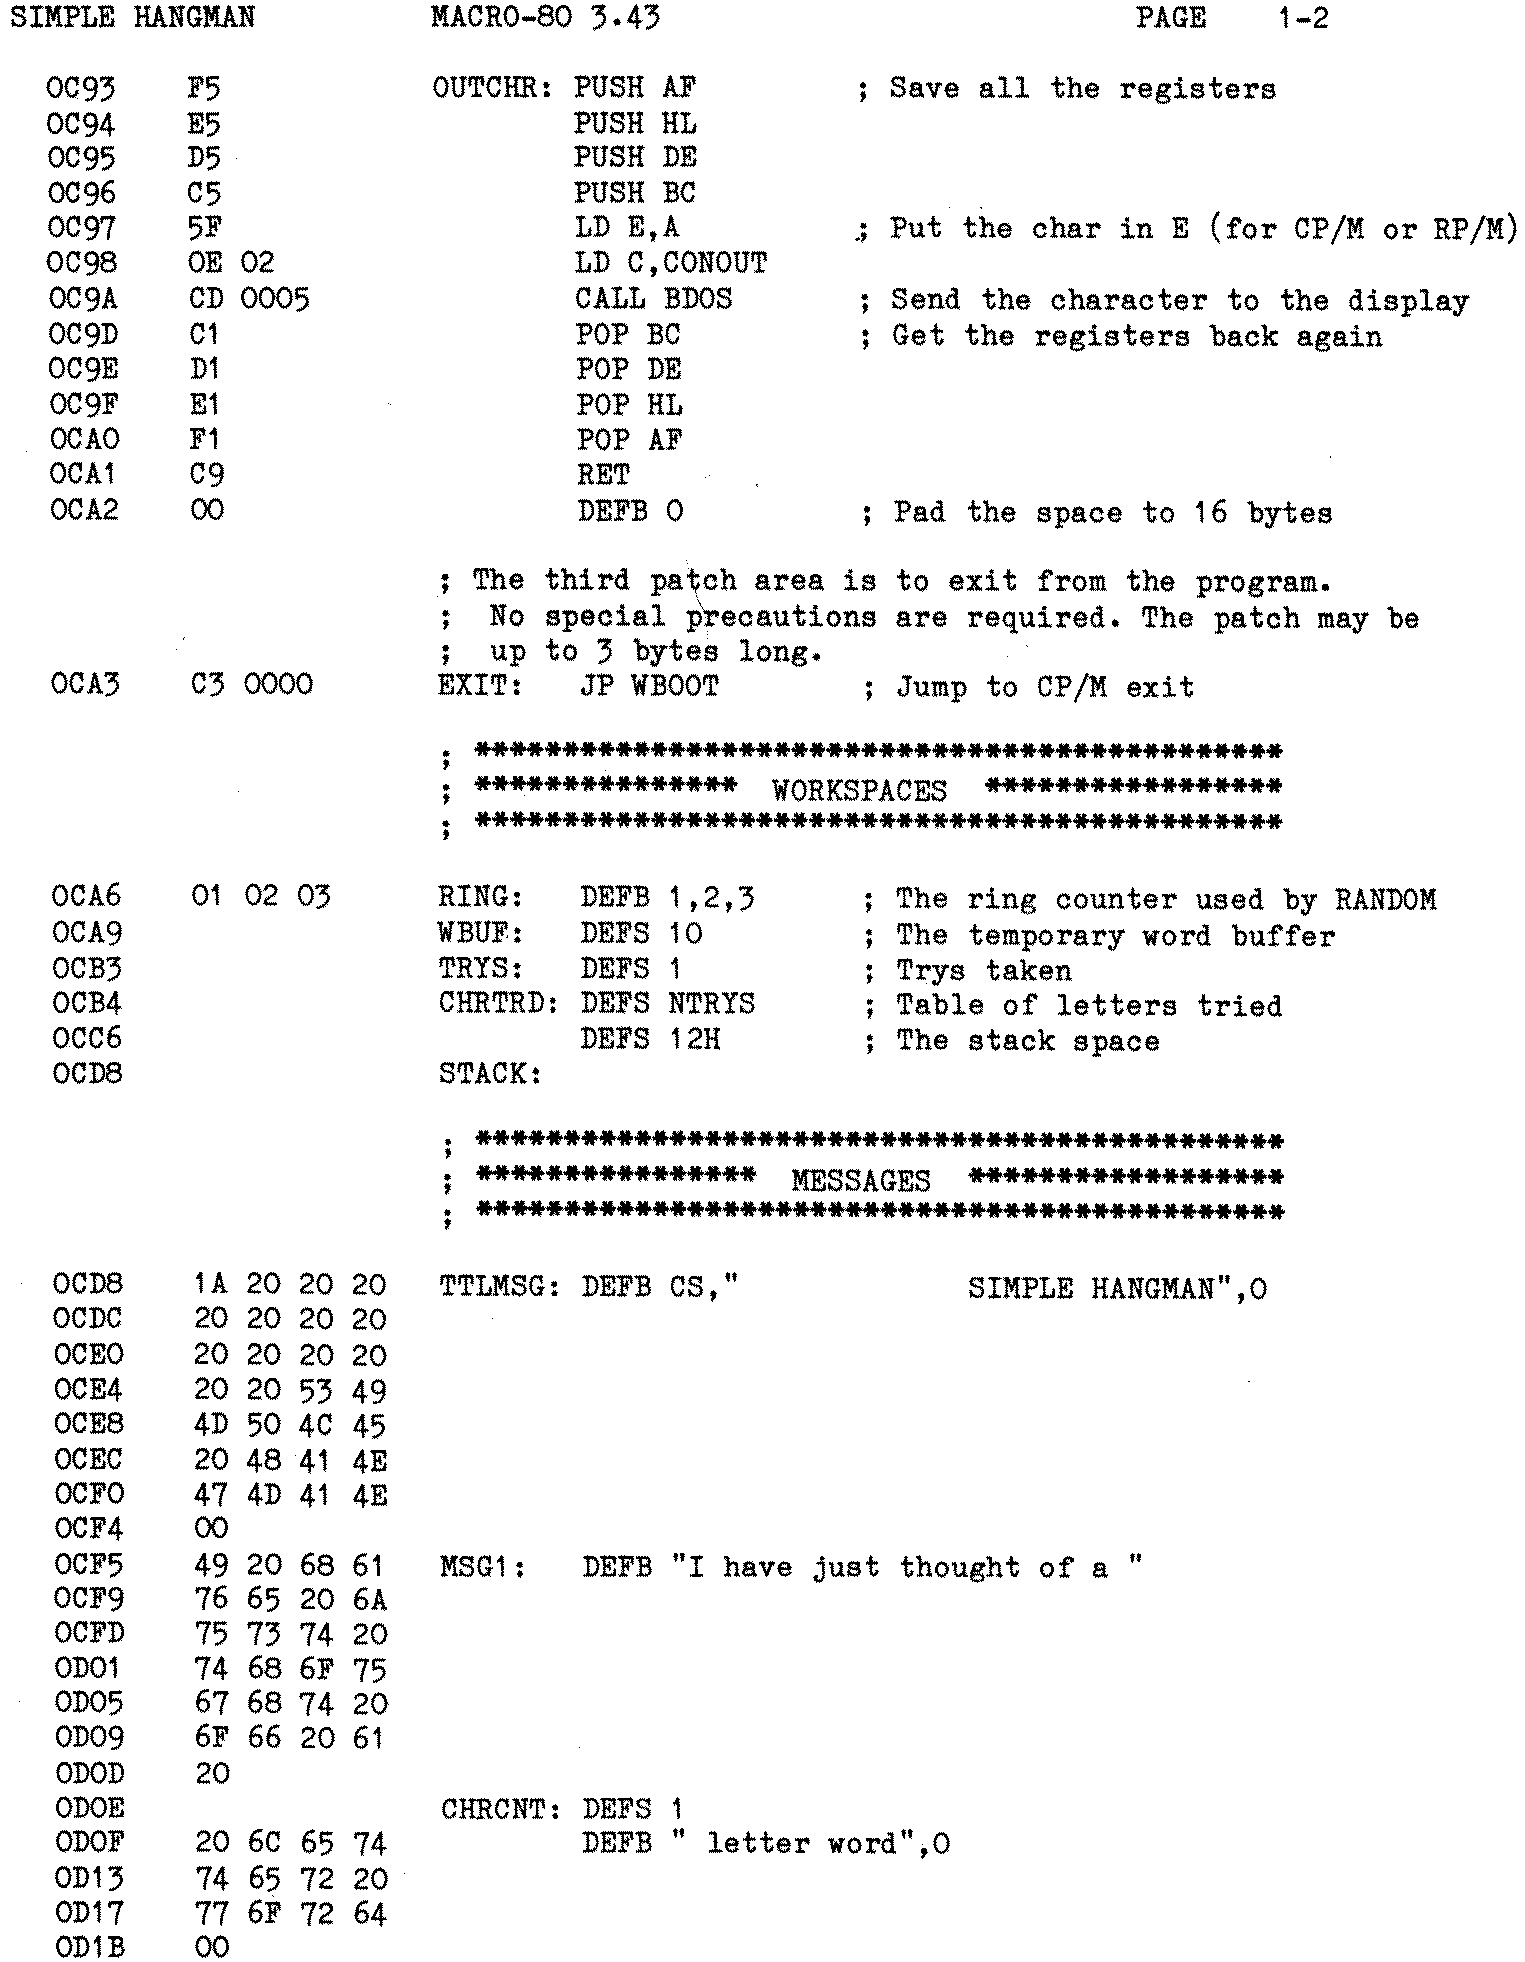 SIMPLE HANGMAN          MACRO-80 3.43                           PAGE    1-2
0C93    F5            OUTCHR: PUSH AF         ; Save all the registers
0C94    E5                    PUSH HL
0C95    D5                    PUSH DE
0C96    C5                    PUSH BC
0C97    5F                    LD E,A          ; Put the char in E (for CP/M or RP/M)
0C98    0E 02                 LD C,CONOUT
0C9A    CD 0005               CALL BDOS       ; Send the character to the display
0C9D    C1                    POP BC          ; Get the registers back again
0C9E    D1                    POP DE
0C9F    E1                    POP HL
0CA0    F1                    POP AF
0CA1    C9                    RET
0CA2    00                    DEFB 0          ; Pad the space to 16 bytes
; The third patch area is to exit from the program.
;  No special precautions are required. The patch may be
;  up to 3 bytes long.
0CA3    C3 0000       EXIT:   JP WBOOT        ; Jump to CP/M exit
; **********************************************
; ***************  WORKSPACES  *****************
; **********************************************
0CA6    01 02 03      RING:   DEFB 1,2,3      ; The ring counter used by RANDOM
0CA9                  WBUF:   DEFS 10         ; The temporary word buffer
0CB3                  TRYS:   DEFS 1          ; Trys taken
0CB4                  CHRTRD: DEFS NTRYS      ; Table of letters tried
0CC6                          DEFS 12H        ; The stack space
0CD8                  STACK:
; **********************************************
; ****************  MESSAGES  ******************
; **********************************************
0CD8    1A 20 20 20   TTLMSG: DEFB CS,"             SIMPLE HANGMAN",0
0CDC    20 20 20 20
0CE0    20 20 20 20
0CE4    20 20 53 49
0CE8    4D 50 4C 45
0CEC    20 48 41 4E
0CF0    47 4D 41 4E
0CF4    00
0CF5    49 20 68 61   MSG1:   DEFB "I have just thought of a "
0CF9    76 65 20 6A
0CFD    75 73 74 20
0D01    74 68 6F 75
0D05    67 68 74 20
0D09    6F 66 20 61
0D0D    20
0D0E                  CHRCNT: DEFS 1
0D0F    20 6C 65 74           DEFB " letter word",0
0D13    74 65 72 20
0D17    77 6F 72 64
0D1B    00